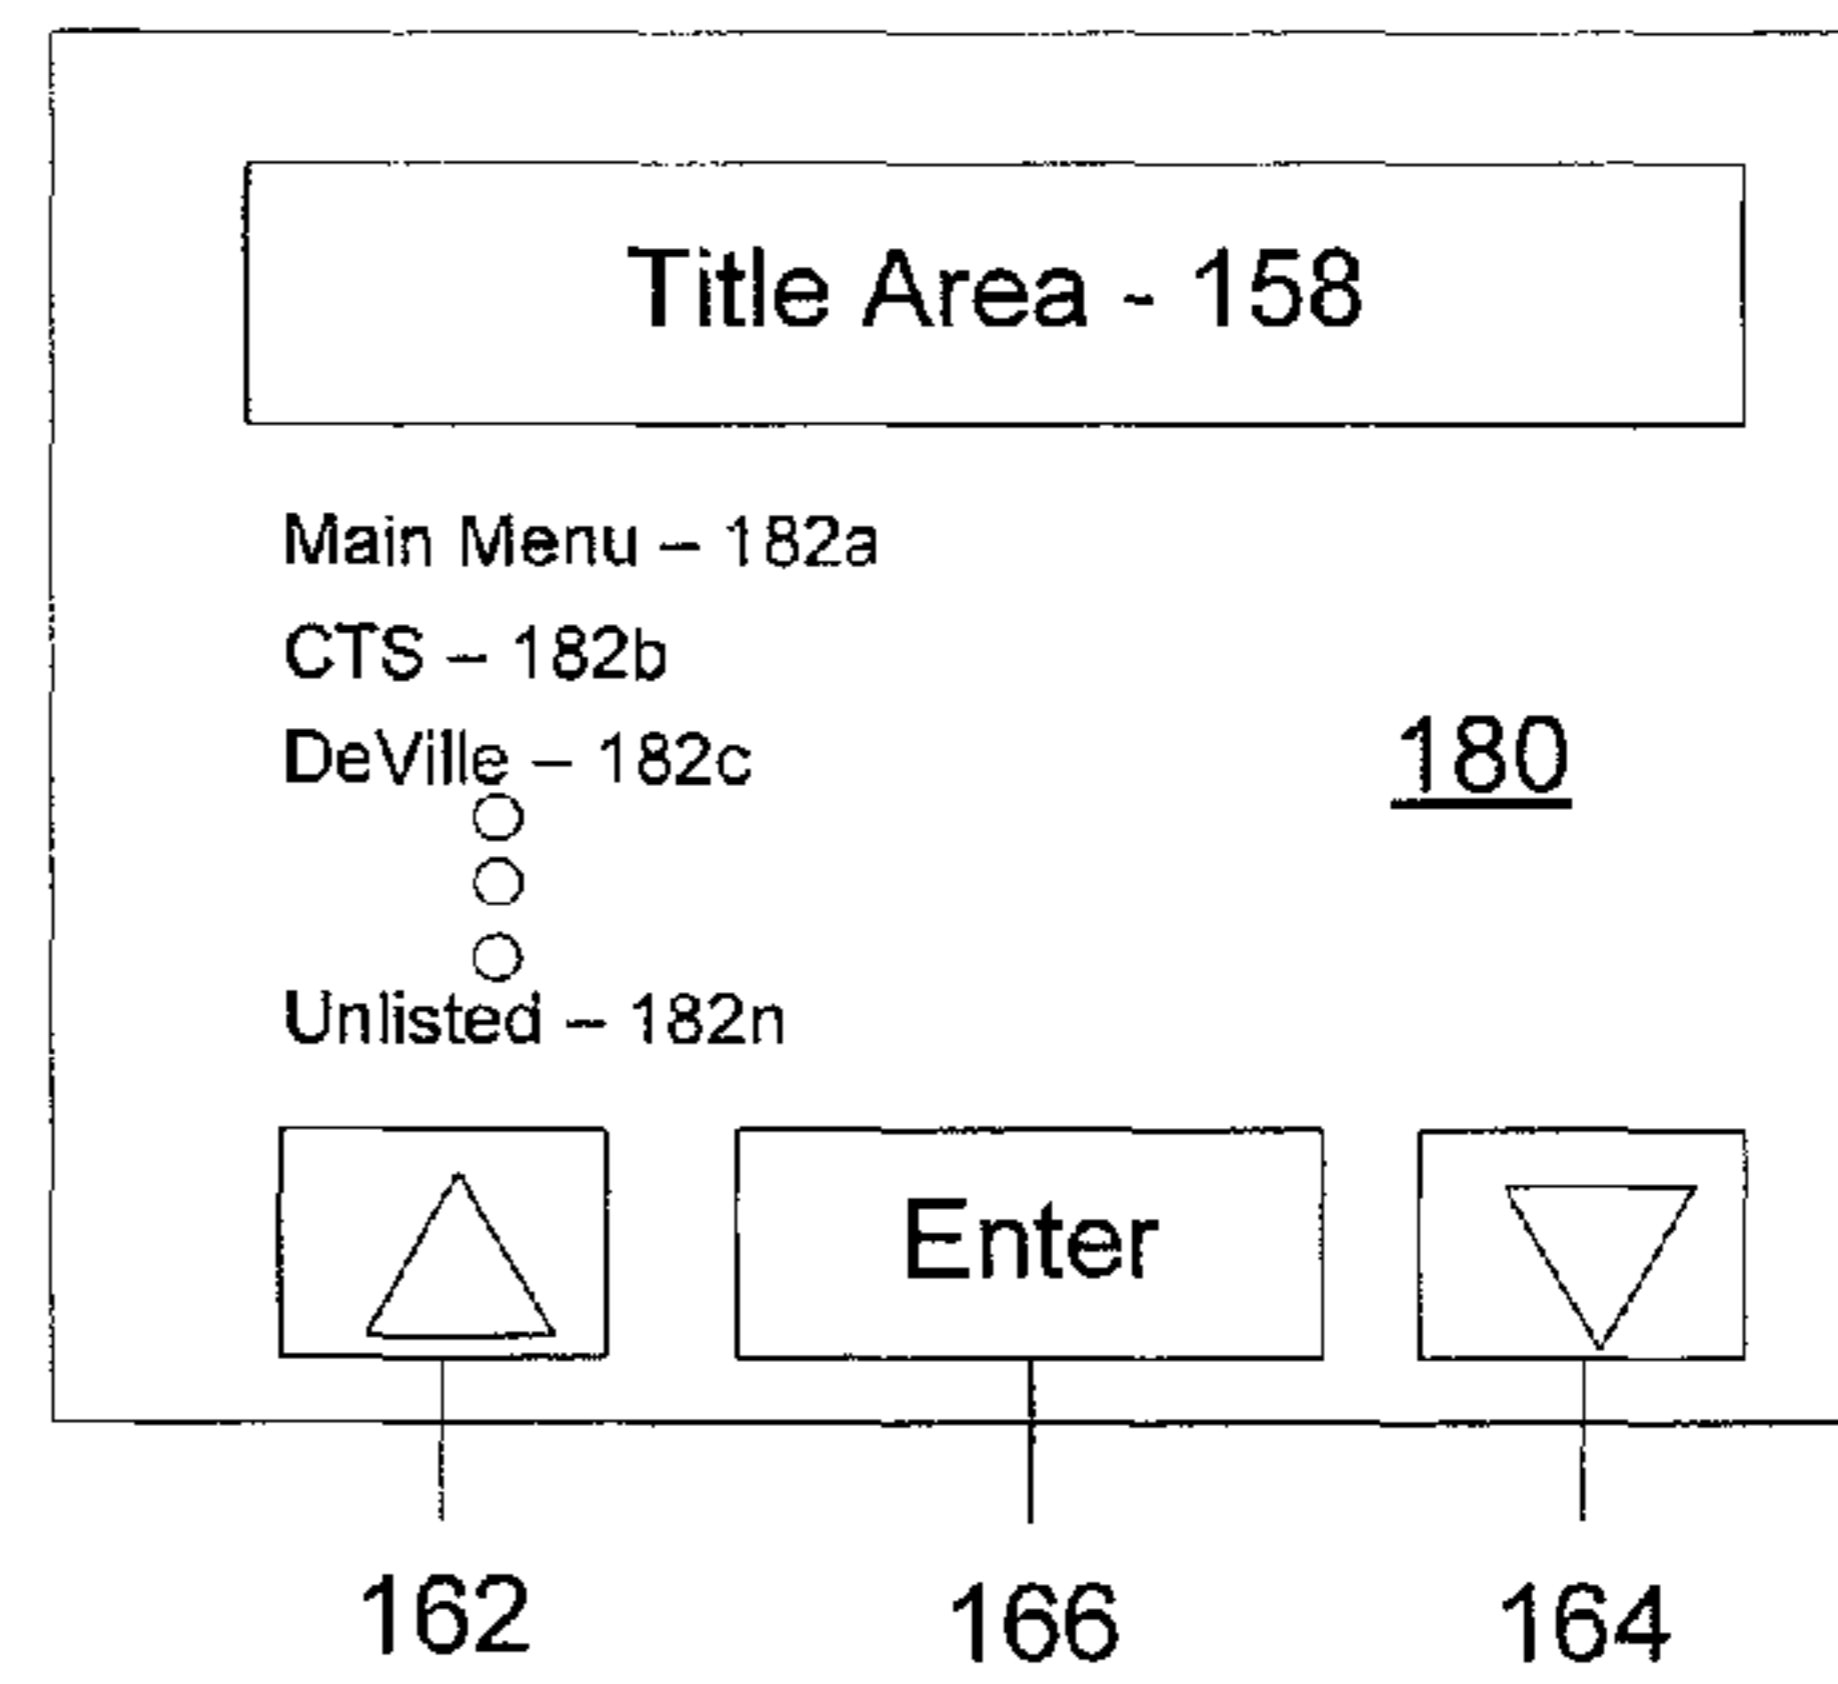 Title Area - 158
Main Menu – 182a
CTS – 182b
DeVille – 182c
180
Unlisted – 182n
Enter
162
166
164